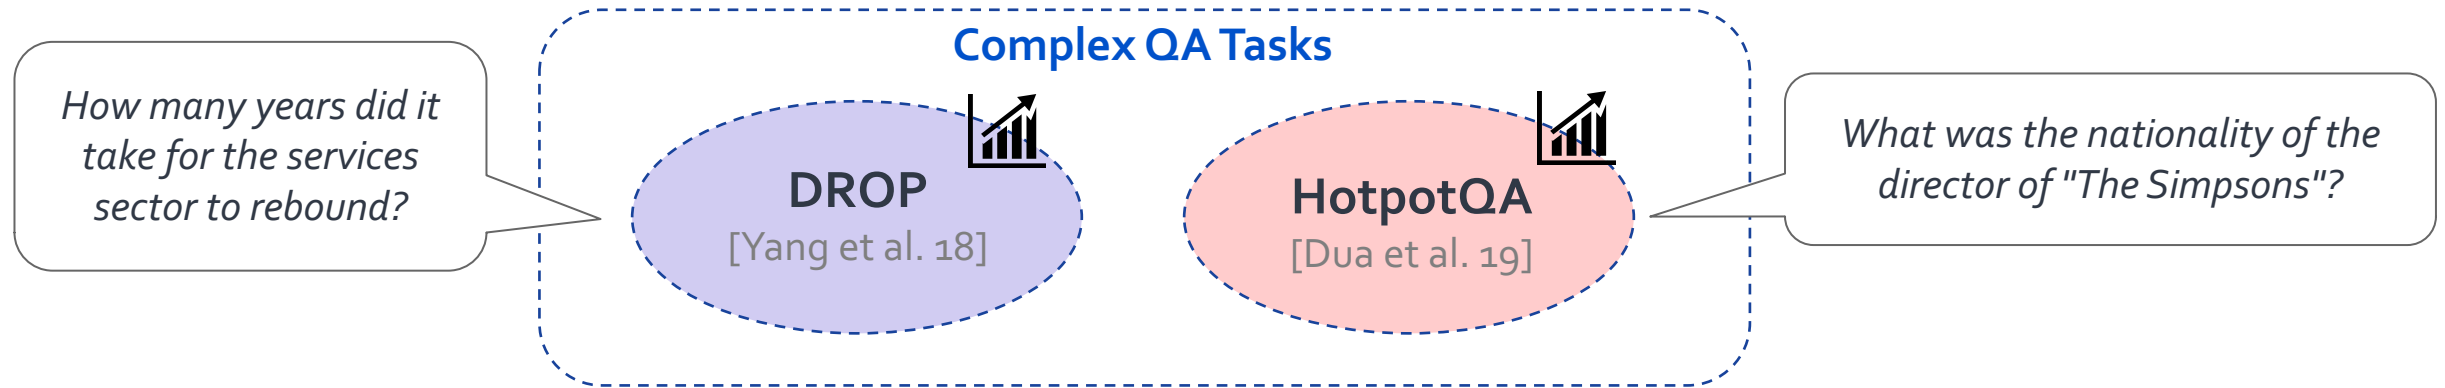 Complex QA Tasks
How many years did it
take for the services
sector to rebound?
DROP
[Yang et al. 18]
HotpotQA
[Dua et al. 19]
What was the nationality of the
director of "The Simpsons"?